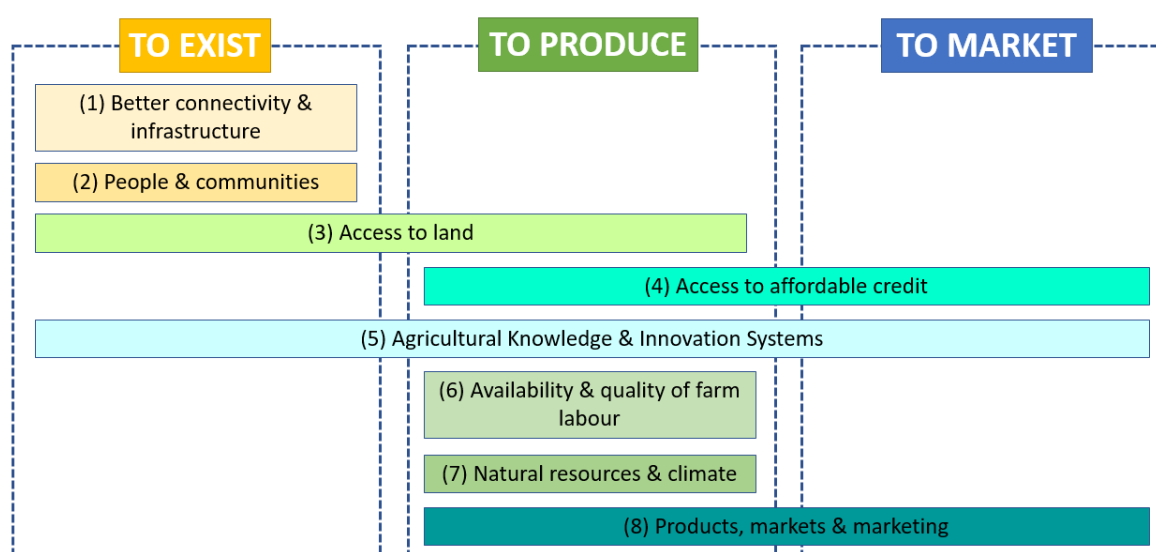 TO EXIST
TO PRODUCE
TO MARKET
(1) Better connectivity &
infrastructure
(2) People & communities
(3) Access to land
(4) Access to affordable credit
(5) Agricultural Knowledge & Innovation Systems
(6) Availability & quality of farm
labour
(7) Natural resources & climate
(8) Products, markets & marketing